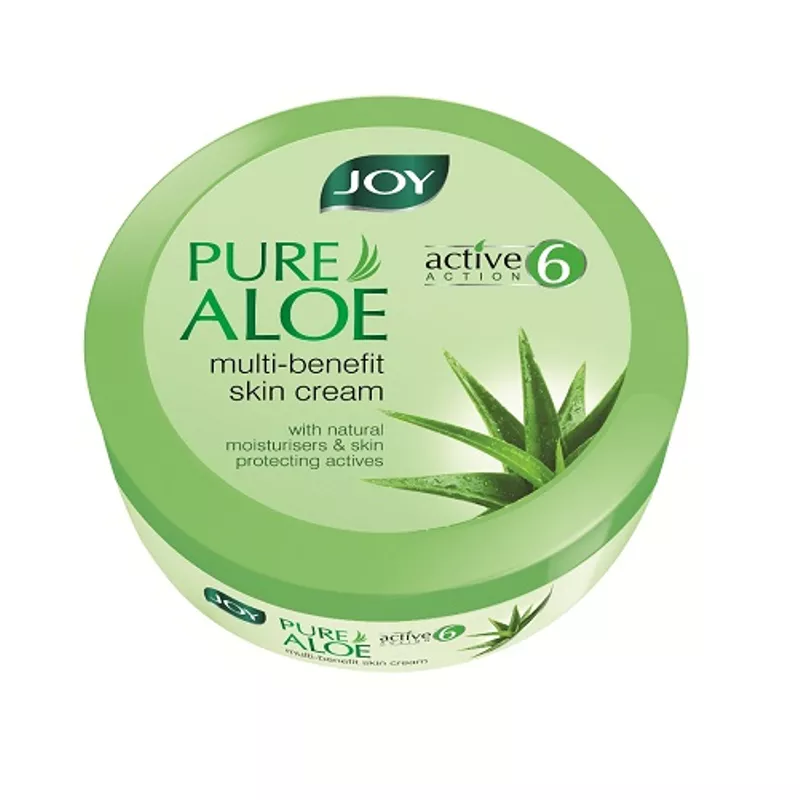 JOY
PURE
ALOE
multi-benefit
skin cream
with natural
moisturisers & skin
protecting actives
active 6
ACTION
JOY
PURE
ALOE
multi-benefit skin cream
active 6
ACTION